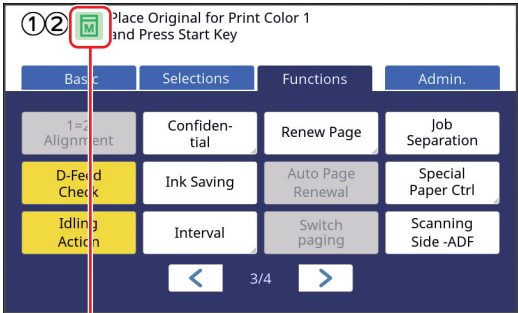 ①② M Place Original for Print Color 1
and Press Start Key
Basic Selections Functions Admin.
1=2
Alignment
Confiden-
tial
Renew Page
Job
Separation
D-Feed
Check
Ink Saving
Auto Page
Renewal
Special
Paper Ctrl
Idling
Action
Interval
Switch
paging
Scanning
Side -ADF
< 3/4 >